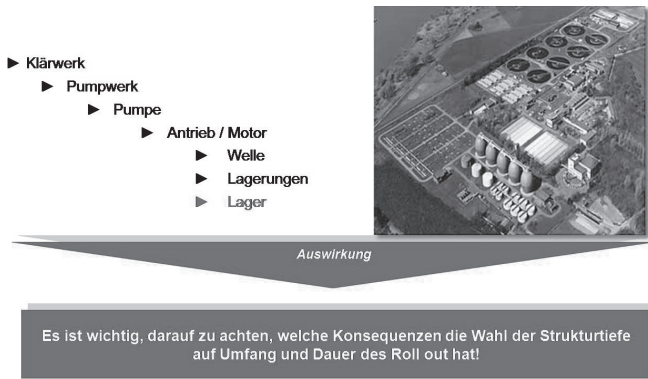 ► Klärwerk
► Pumpwerk
► Pumpe
► Antrieb / Motor
► Welle
► Lagerungen
► Lager
Auswirkung
Es ist wichtig, darauf zu achten, welche Konsequenzen die Wahl der Strukturtiefe
auf Umfang und Dauer des Roll out hat!